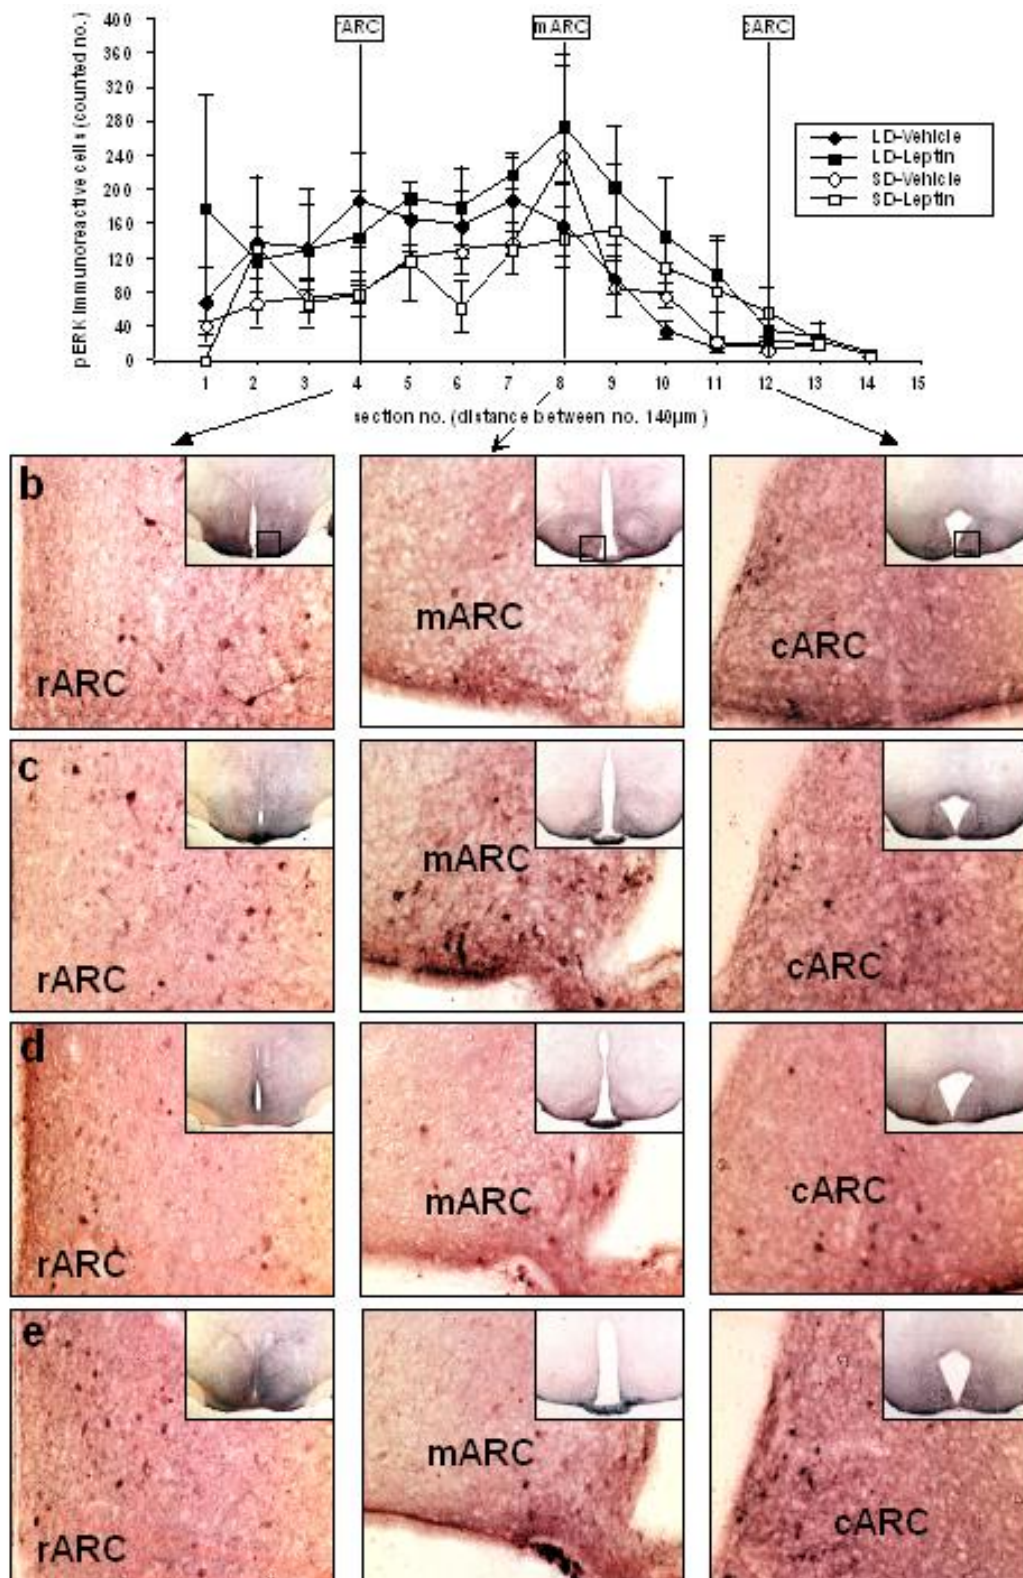 400
rARC
mARC
cARC
360
320
280
240
200
160
120
80
40
0
pERK Immunoreactive cells (counted no.)
LD-Vehicle
LD-Leptin
SD-Vehicle
SD-Leptin
1 2 3 4 5 6 7 8 9 10 11 12 13 14 15
section no. (distance between no. 140µm)
b
rARC
mARC
cARC
c
rARC
mARC
cARC
d
rARC
mARC
cARC
e
rARC
mARC
cARC